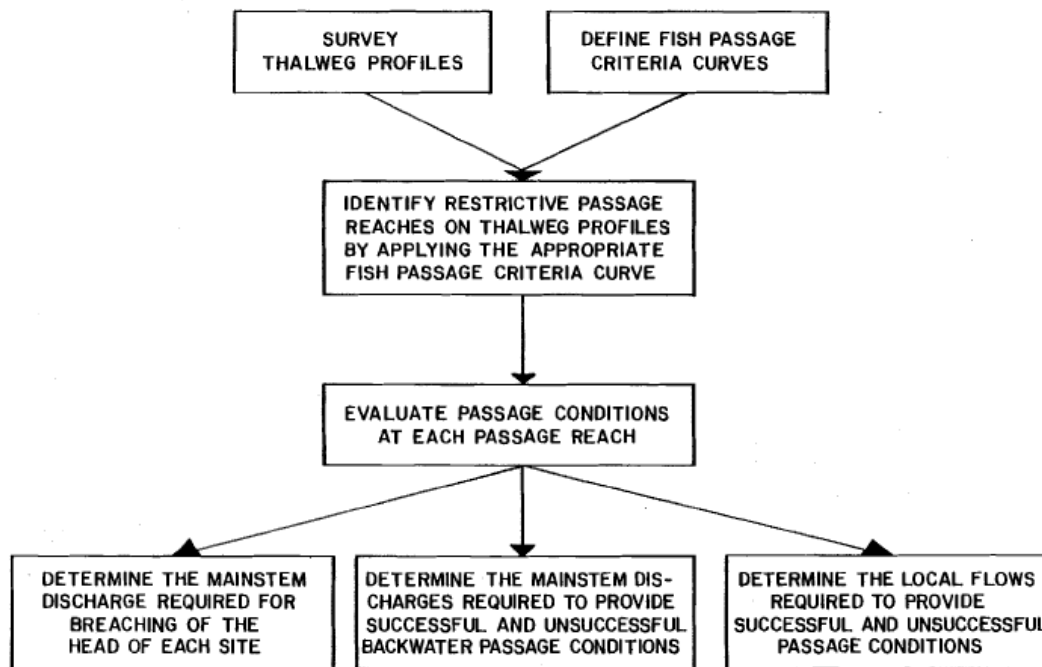 SURVEY
THALWEG PROFILES
DEFINE FISH PASSAGE
CRITERIA CURVES
IDENTIFY RESTRICTIVE PASSAGE
REACHES ON THALWEG PROFILES
BY APPLYING THE APPROPRIATE
FISH PASSAGE CRITERIA CURVE
EVALUATE PASSAGE CONDITIONS
AT EACH PASSAGE REACH
DETERMINE THE MAINSTEM
DISCHARGE REQUIRED FOR
BREACHING OF THE
HEAD OF EACH SITE
DETERMINE THE MAINSTEM DIS-
CHARGES REQUIRED TO PROVIDE
SUCCESSFUL AND UNSUCCESSFUL
BACKWATER PASSAGE CONDITIONS
DETERMINE THE LOCAL FLOWS
REQUIRED TO PROVIDE
SUCCESSFUL AND UNSUCCESSFUL
PASSAGE CONDITIONS